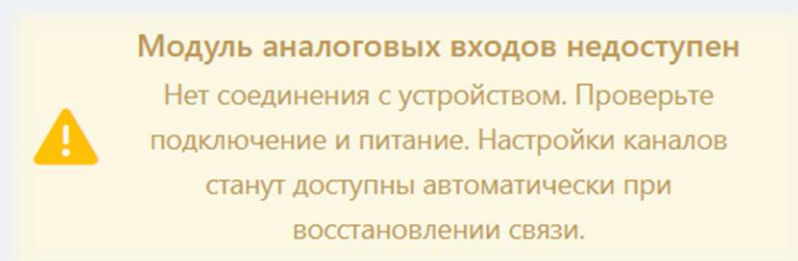 Модуль аналоговых входов недоступен
Нет соединения с устройством. Проверьте
подключение и питание. Настройки каналов
станут доступны автоматически при
восстановлении связи.